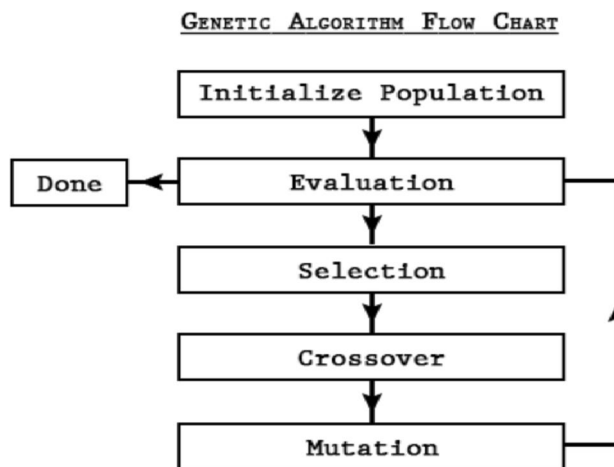 GENETIC ALGORITHM FLOW CHART
Initialize Population
Done
Evaluation
Selection
Crossover
Mutation